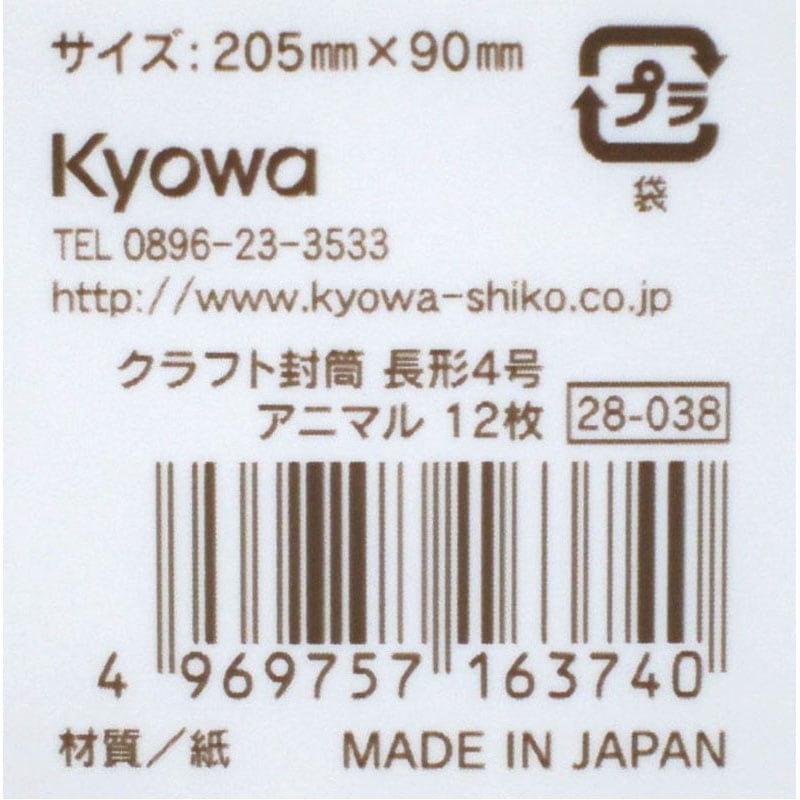 サイズ：205mm×90mm
プラ
袋
Kyowa
TEL 0896-23-3533
http://www.kyowa-shiko.co.jp
クラフト封筒 長形4号
アニマル 12枚 28-038
4 969757 163740
材質／紙 MADE IN JAPAN